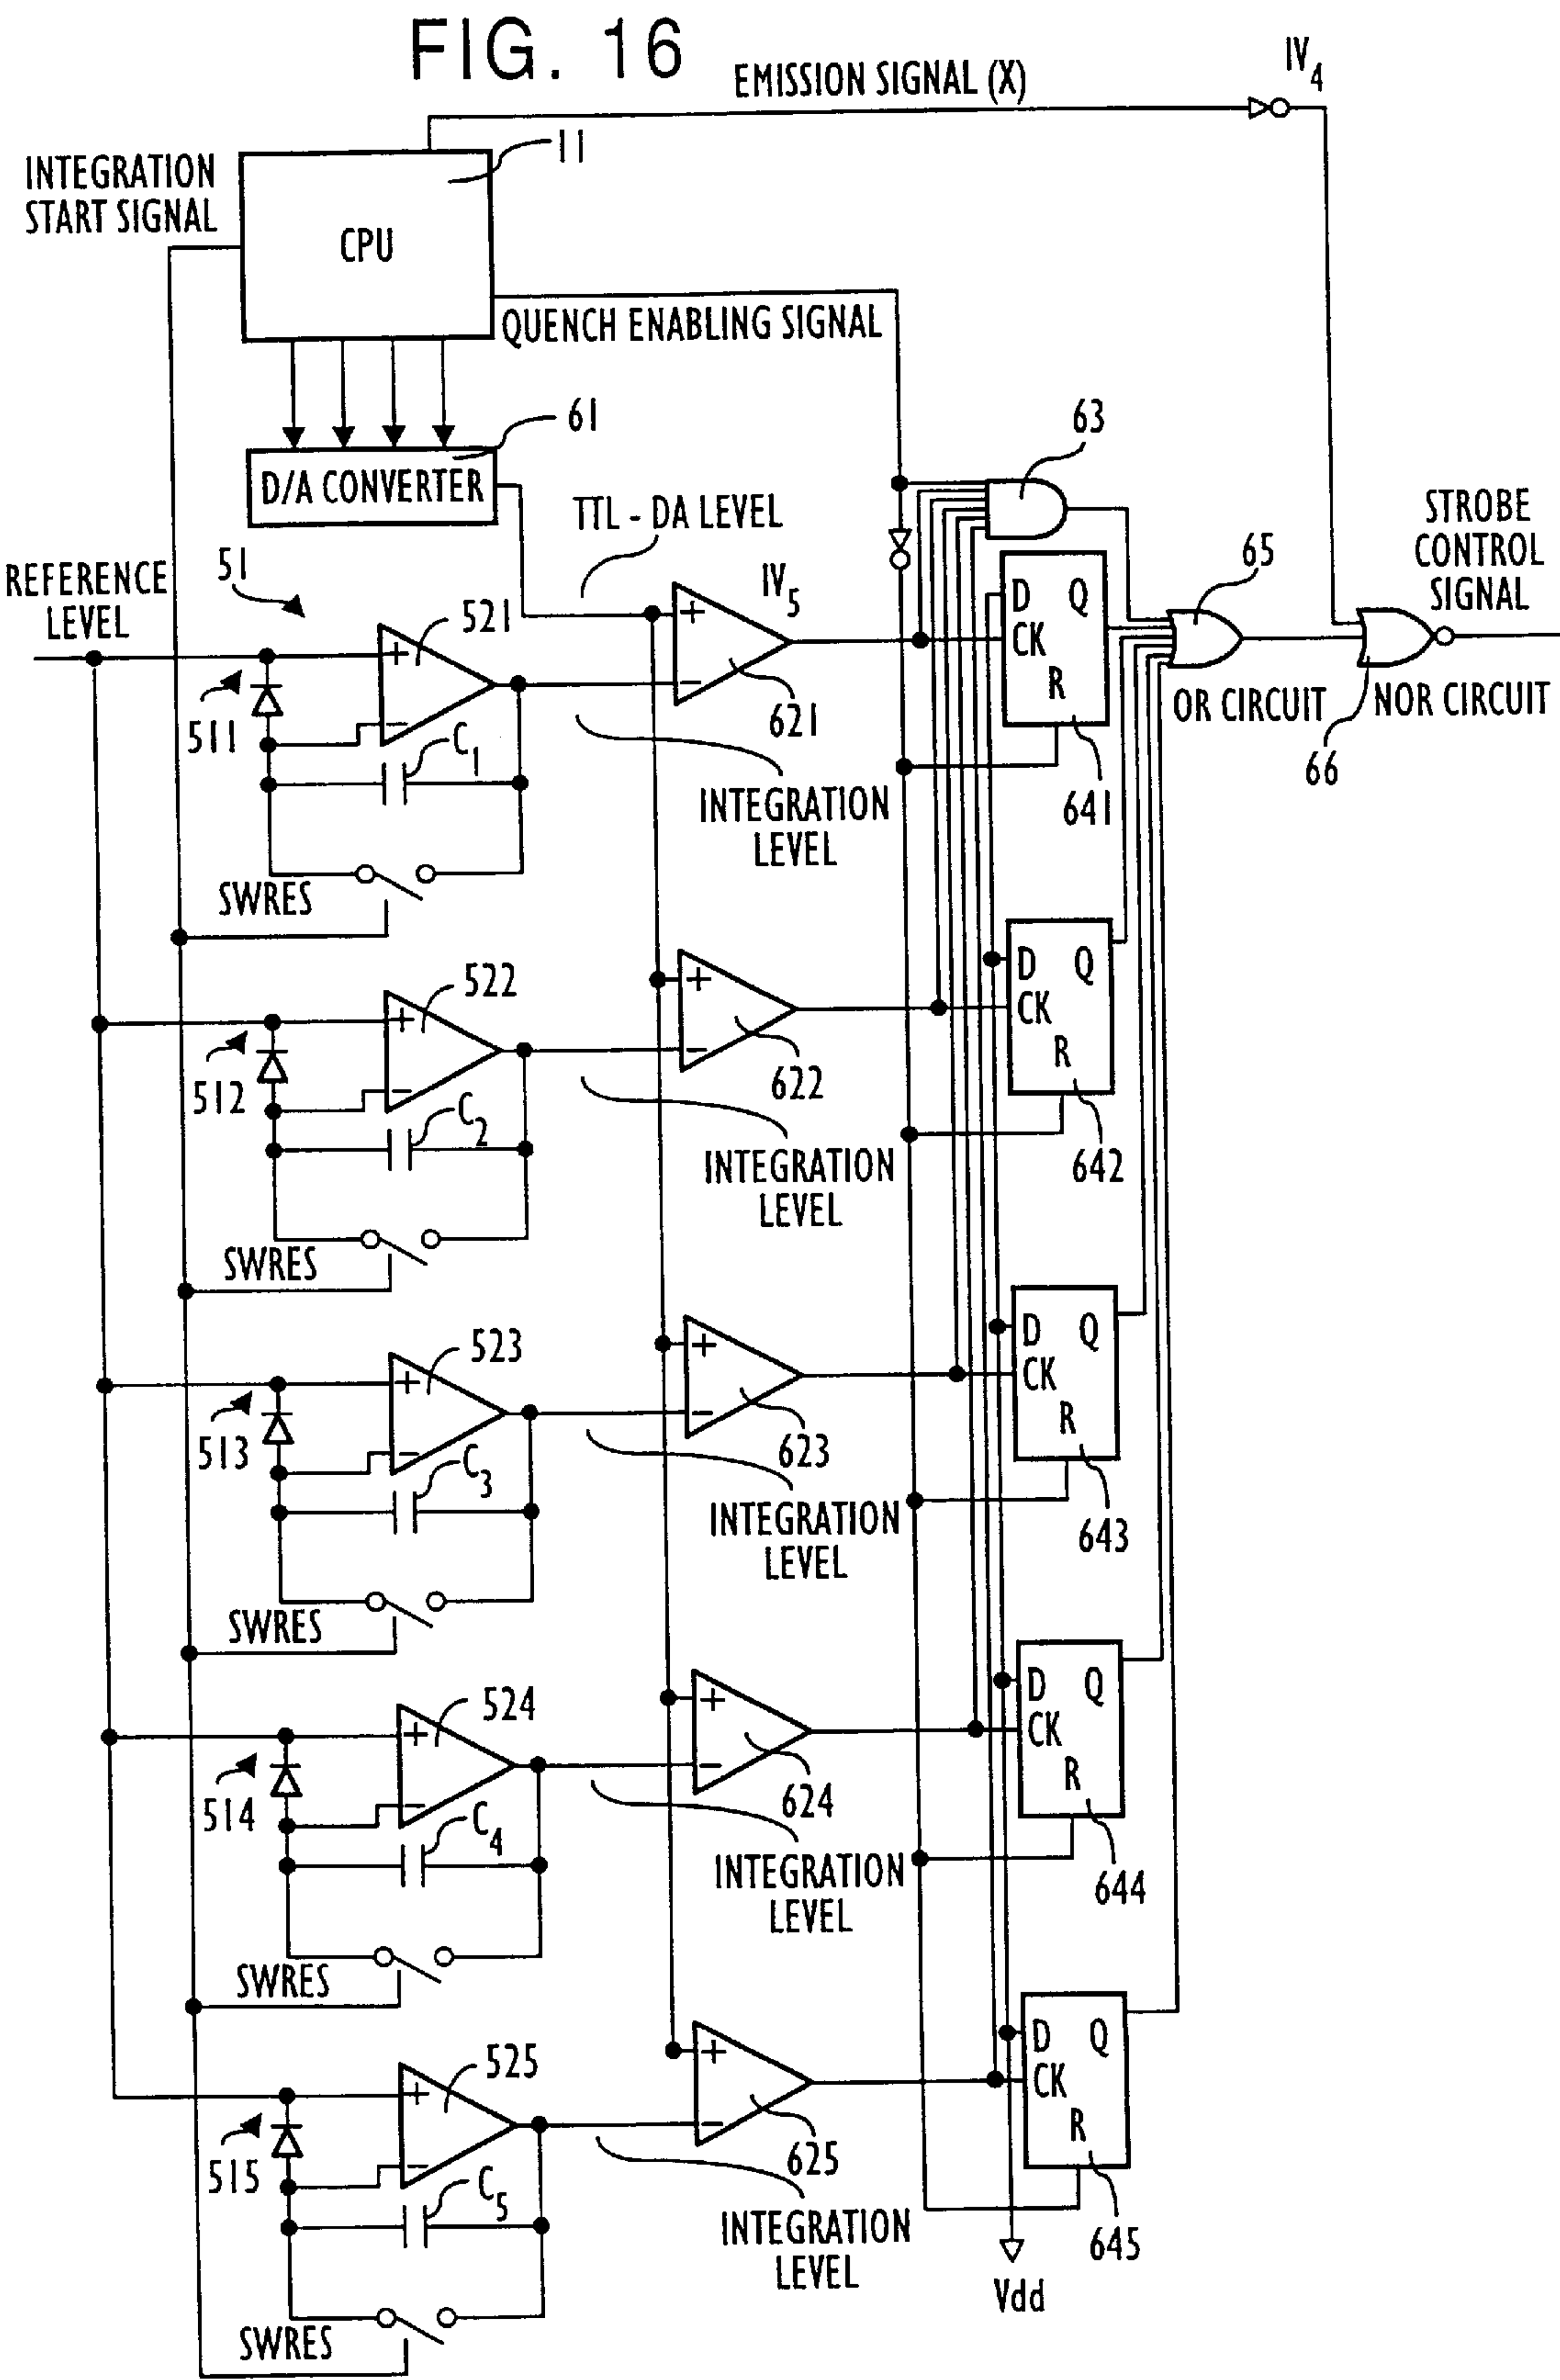 FIG. 16
EMISSION SIGNAL (X)
IV4
INTEGRATION
START SIGNAL
11
CPU
QUENCH ENABLING SIGNAL
61
D/A CONVERTER
63
TTL - DA LEVEL
STROBE
CONTROL
SIGNAL
REFERENCE
LEVEL
51
521
IV5
65
+
+
D Q
CK
R
511
−
−
621
OR CIRCUIT
NOR CIRCUIT
C1
66
INTEGRATION
LEVEL
641
SWRES
522
+
+
D Q
CK
R
512
−
−
622
C2
INTEGRATION
LEVEL
642
SWRES
523
+
+
D Q
CK
R
513
−
−
623
C3
INTEGRATION
LEVEL
643
SWRES
524
+
+
D Q
CK
R
514
−
−
624
C4
INTEGRATION
LEVEL
644
SWRES
525
+
+
D Q
CK
R
515
−
−
625
C5
INTEGRATION
LEVEL
645
Vdd
SWRES